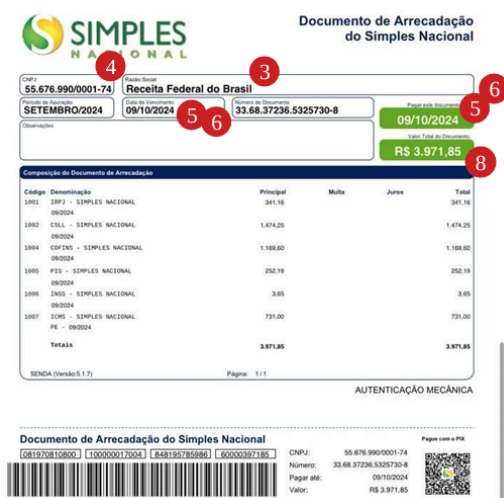 SIMPLES
NACIONAL
Documento de Arrecadação
do Simples Nacional
4
3
CNPJ
55.676.990/0001-74
Razão Social
Receita Federal do Brasil
6
Período de Apuração
SETEMBRO/2024
Data de Vencimento
09/10/2024
5
6
Número do Documento
33.68.37236.5325730-8
Pagar este documento
5
09/10/2024
Observações
Valor Total do Documento
R$ 3.971,85
8
Composição do Documento de Arrecadação
Código Denominação Principal Multa Juros Total
1001 IRPJ - SIMPLES NACIONAL 341,16 341,16
09/2024
1002 CSLL - SIMPLES NACIONAL 1.474,25 1.474,25
09/2024
1004 COFINS - SIMPLES NACIONAL 1.169,60 1.169,60
09/2024
1005 PIS - SIMPLES NACIONAL 252,19 252,19
09/2024
1006 INSS - SIMPLES NACIONAL 3,65 3,65
09/2024
1007 ICMS - SIMPLES NACIONAL 731,00 731,00
PE - 09/2024
Totais 3.971,85 3.971,85
SENDA (Versão:5.1.7) Página: 1/1
AUTENTICAÇÃO MECÂNICA
Documento de Arrecadação do Simples Nacional
Pague com o PIX
081970810800 100000017004 848195785986 60000397185
CNPJ: 55.676.990/0001-74
Número: 33.68.37236.5325730-8
Pagar até: 09/10/2024
Valor: R$ 3.971,85